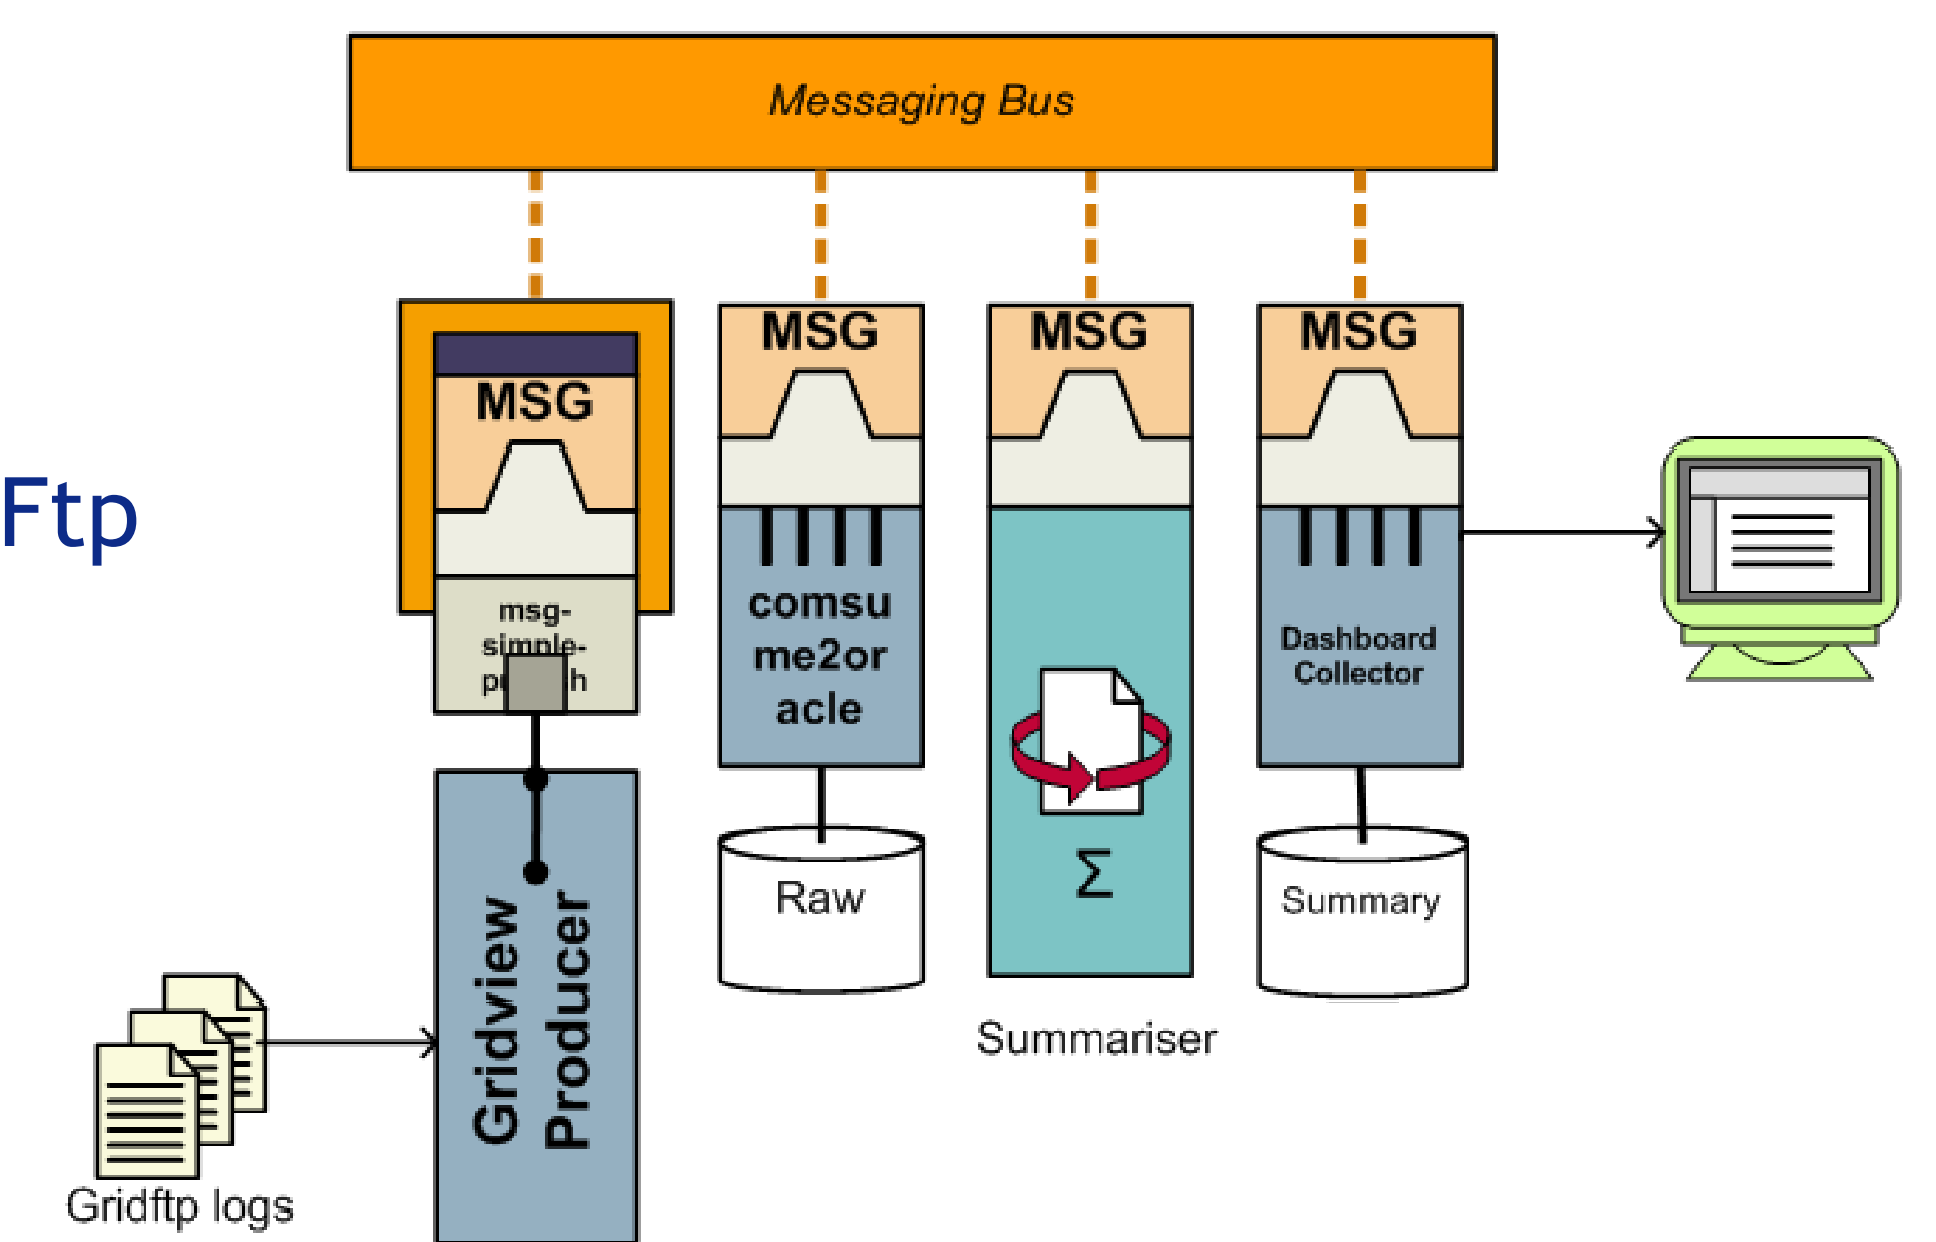 Messaging Bus
MSG
MSG
MSG
MSG
Ftp
msg-
simple-
comsu
me2or
acle
Dashboard
Collector
Raw
Σ
Summary
Gridview
Producer
Summariser
Gridftp logs